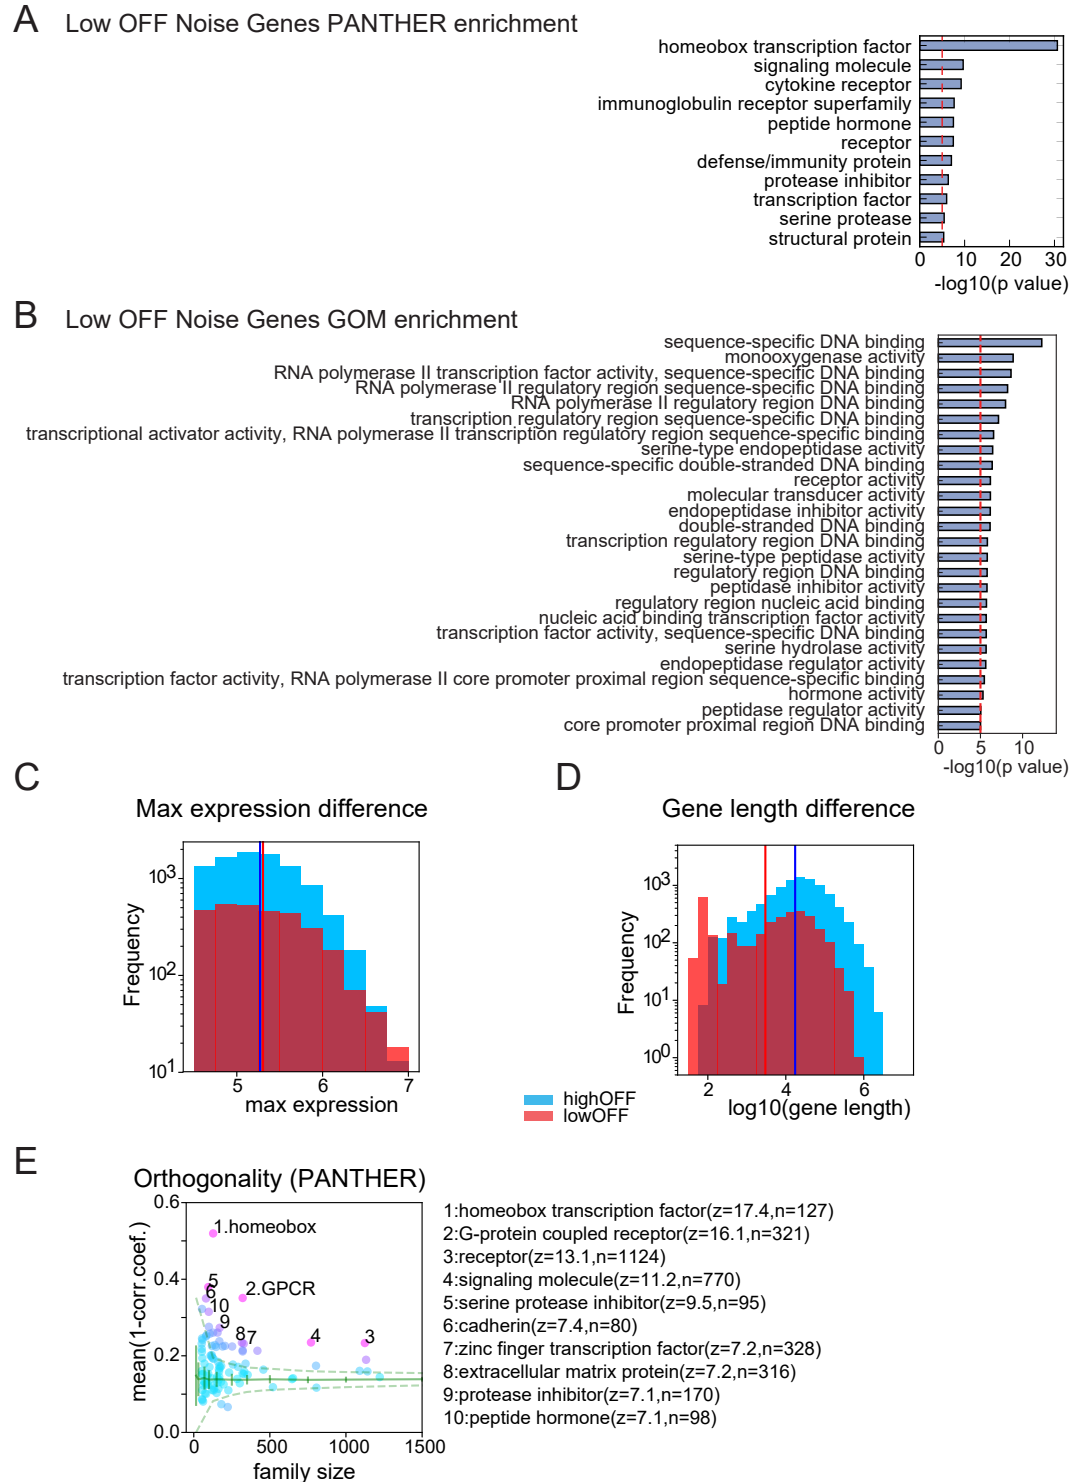 A Low OFF Noise Genes PANTHER enrichment
homeobox transcription factor
signaling molecule
cytokine receptor
immunoglobulin receptor superfamily
peptide hormone
receptor
defense/immunity protein
protease inhibitor
transcription factor
serine protease
structural protein
0 10 20 30
-log10(p value)
B Low OFF Noise Genes GOM enrichment
sequence-specific DNA binding
monooxygenase activity
RNA polymerase II transcription factor activity, sequence-specific DNA binding
RNA polymerase II regulatory region sequence-specific DNA binding
RNA polymerase II regulatory region DNA binding
transcription regulatory region sequence-specific DNA binding
transcriptional activator activity, RNA polymerase II transcription regulatory region sequence-specific binding
serine-type endopeptidase activity
sequence-specific double-stranded DNA binding
receptor activity
molecular transducer activity
endopeptidase inhibitor activity
double-stranded DNA binding
transcription regulatory region DNA binding
serine-type peptidase activity
regulatory region DNA binding
peptidase inhibitor activity
regulatory region nucleic acid binding
nucleic acid binding transcription factor activity
transcription factor activity, sequence-specific DNA binding
serine hydrolase activity
endopeptidase regulator activity
transcription factor activity, RNA polymerase II core promoter proximal region sequence-specific binding
hormone activity
peptidase regulator activity
core promoter proximal region DNA binding
0 5 10
-log10(p value)
C
Max expression difference
Frequency
10^3
10^2
10^1
5 6 7
max expression
D
Gene length difference
Frequency
10^3
10^2
10^1
10^0
2 4 6
log10(gene length)
highOFF
lowOFF
E
Orthogonality (PANTHER)
mean(1-corr.coef.)
0.6
0.4
0.2
0.0
1.homeobox
2.GPCR
5
6
10
9
8 7
4
3
0 500 1000 1500
family size
1:homeobox transcription factor(z=17.4,n=127)
2:G-protein coupled receptor(z=16.1,n=321)
3:receptor(z=13.1,n=1124)
4:signaling molecule(z=11.2,n=770)
5:serine protease inhibitor(z=9.5,n=95)
6:cadherin(z=7.4,n=80)
7:zinc finger transcription factor(z=7.2,n=328)
8:extracellular matrix protein(z=7.2,n=316)
9:protease inhibitor(z=7.1,n=170)
10:peptide hormone(z=7.1,n=98)